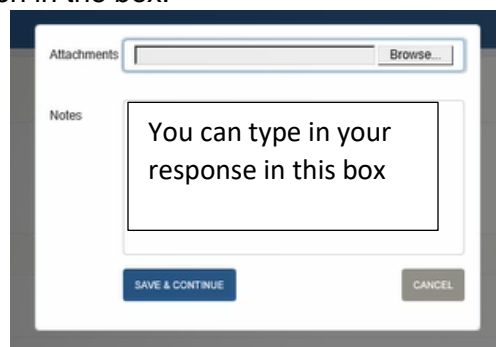 on in the box.
Attachments Browse...
Notes
You can type in your
response in this box
SAVE & CONTINUE CANCEL